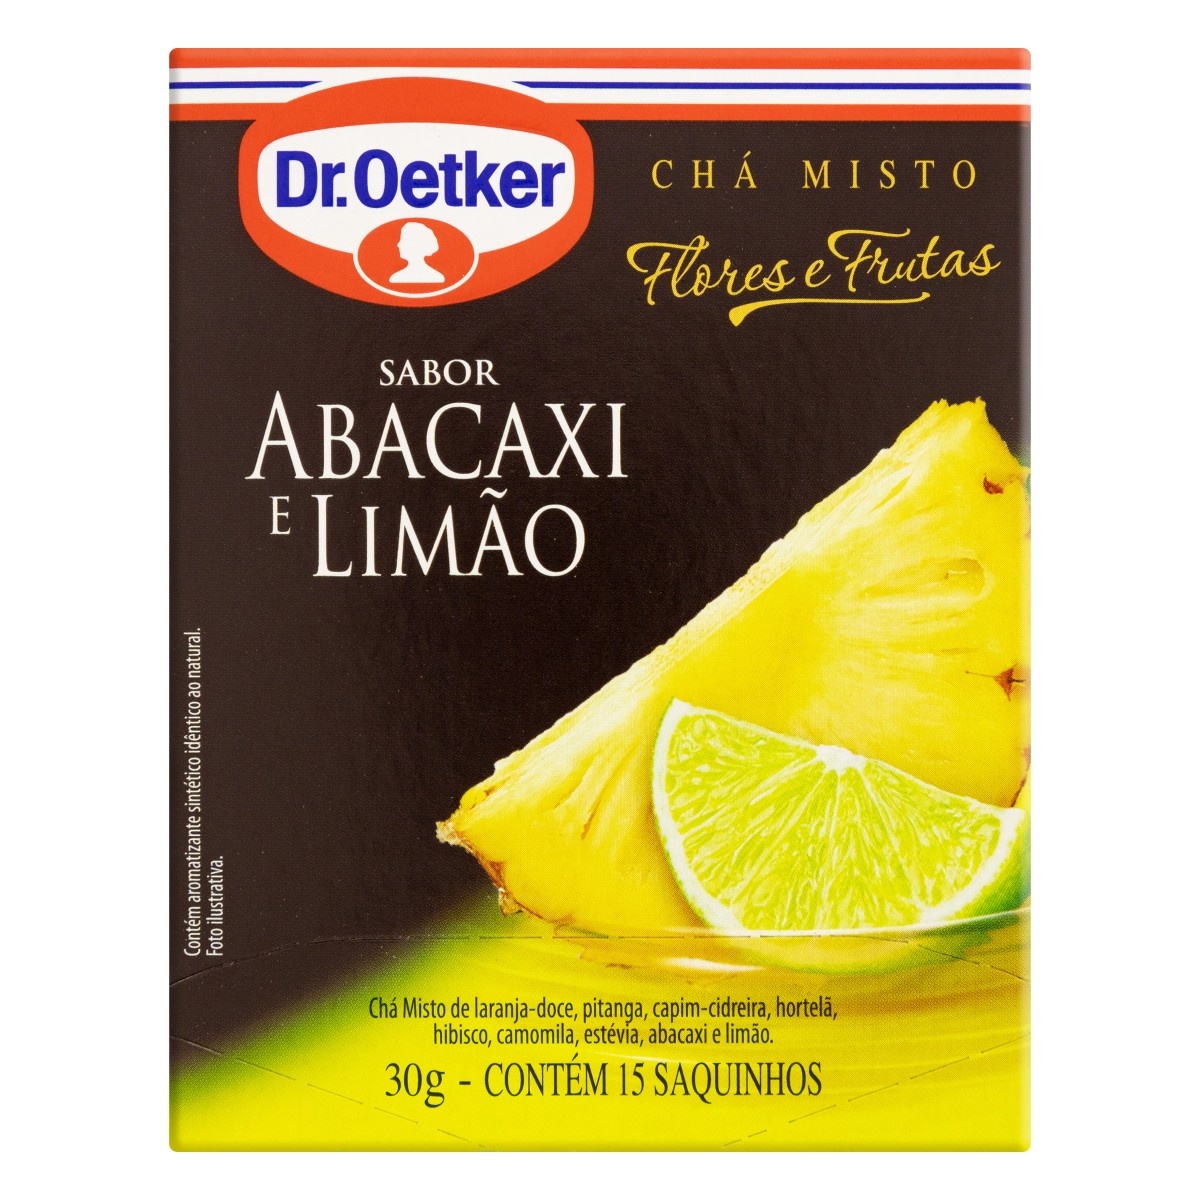 Dr.Oetker
CHÁ MISTO
Flores e Frutas
SABOR
ABACAXI
E LIMÃO
Contém aromatizante sintético idêntico ao natural.
Foto ilustrativa.
Chá Misto de laranja-doce, pitanga, capim-cidreira, hortelã,
hibisco, camomila, estévia, abacaxi e limão.
30g - CONTÉM 15 SAQUINHOS